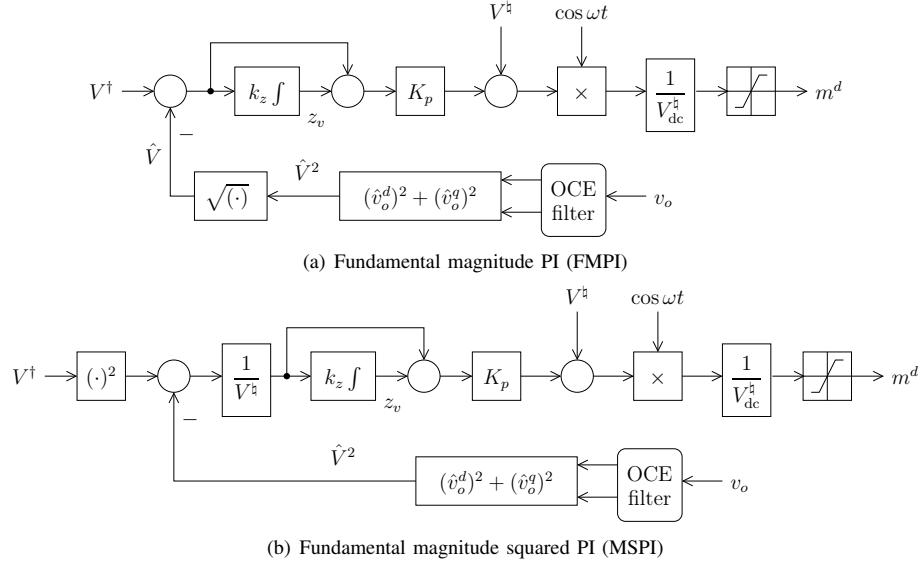 V^♮
cos ωt
V^†
k_z ∫
z_v
K_p
×
1/V_dc^♮
m^d
−
V̂
√(·)
V̂^2
(v̂_o^d)^2 + (v̂_o^q)^2
OCE
filter
v_o
(a) Fundamental magnitude PI (FMPI)
V^♮
cos ωt
V^†
(·)^2
1/V^♮
k_z ∫
z_v
K_p
×
1/V_dc^♮
m^d
−
V̂^2
(v̂_o^d)^2 + (v̂_o^q)^2
OCE
filter
v_o
(b) Fundamental magnitude squared PI (MSPI)